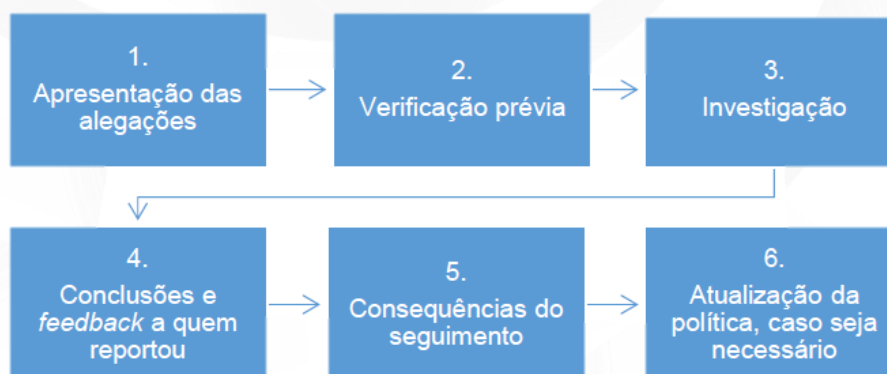 1.
Apresentação das
alegações
2.
Verificação prévia
3.
Investigação
4.
Conclusões e
feedback a quem
reportou
5.
Consequências do
seguimento
6.
Atualização da
política, caso seja
necessário